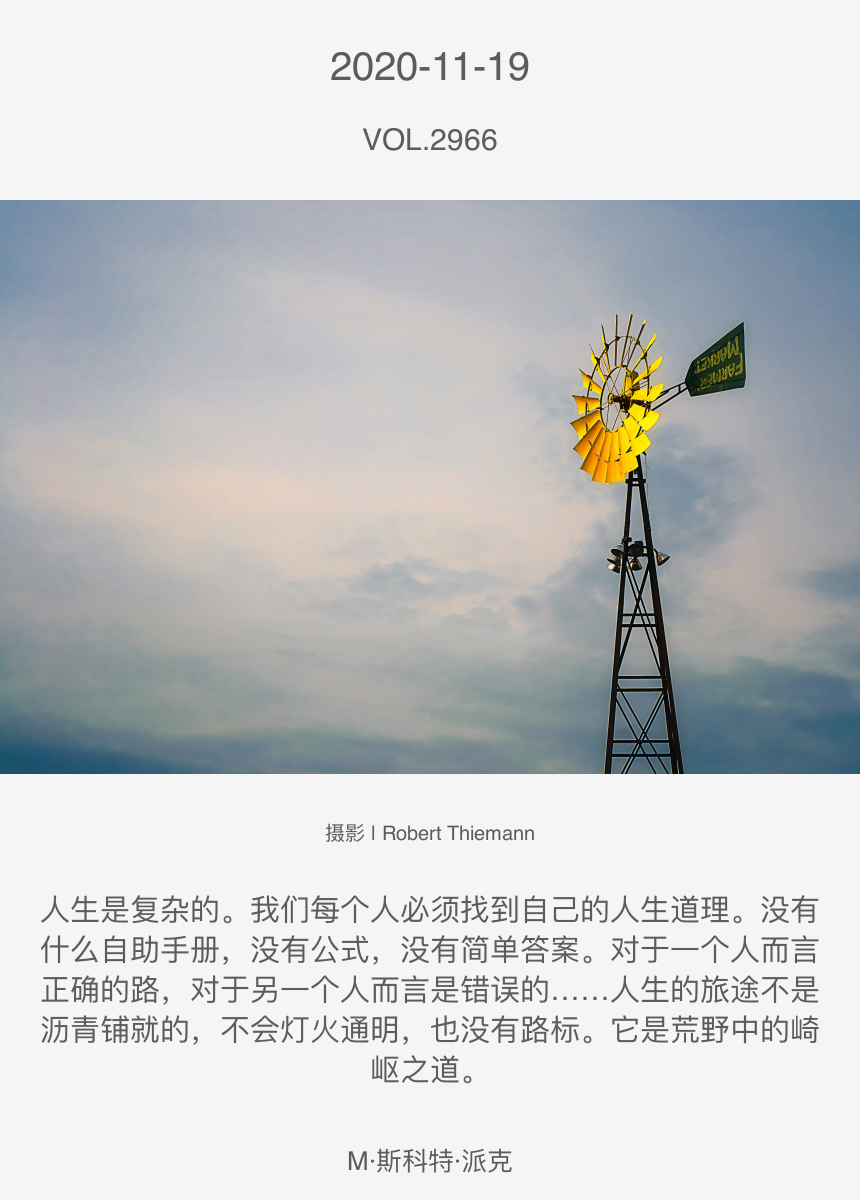 2020-11-19
VOL.2966
FARMER'S
MARKET
摄影 | Robert Thiemann
人生是复杂的。我们每个人必须找到自己的人生道理。没有
什么自助手册，没有公式，没有简单答案。对于一个人而言
正确的路，对于另一个人而言是错误的……人生的旅途不是
沥青铺就的，不会灯火通明，也没有路标。它是荒野中的崎
岖之道。
M·斯科特·派克